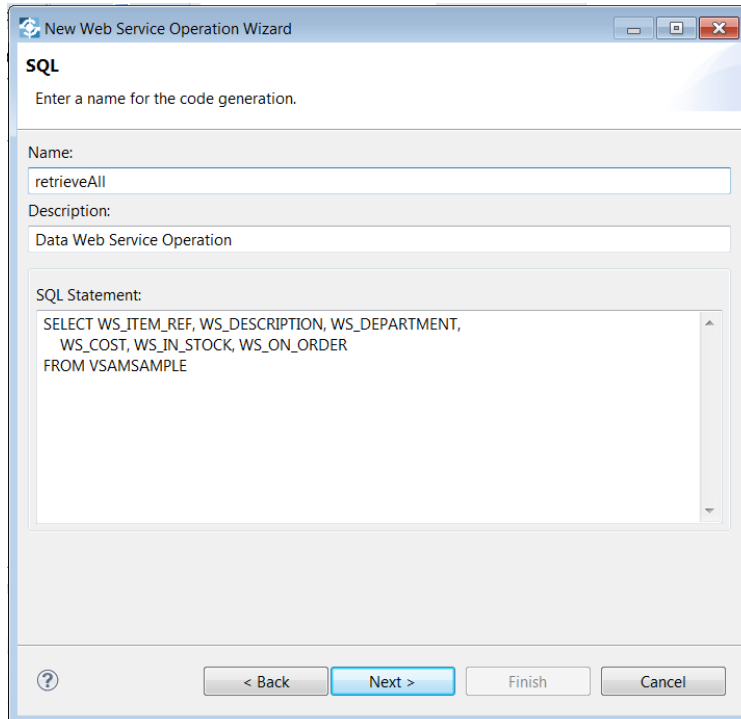 New Web Service Operation Wizard
SQL
Enter a name for the code generation.
Name:
retrieveAll
Description:
Data Web Service Operation
SQL Statement:
SELECT WS_ITEM_REF, WS_DESCRIPTION, WS_DEPARTMENT,
WS_COST, WS_IN_STOCK, WS_ON_ORDER
FROM VSAMSAMPLE
?
< Back
Next >
Finish
Cancel